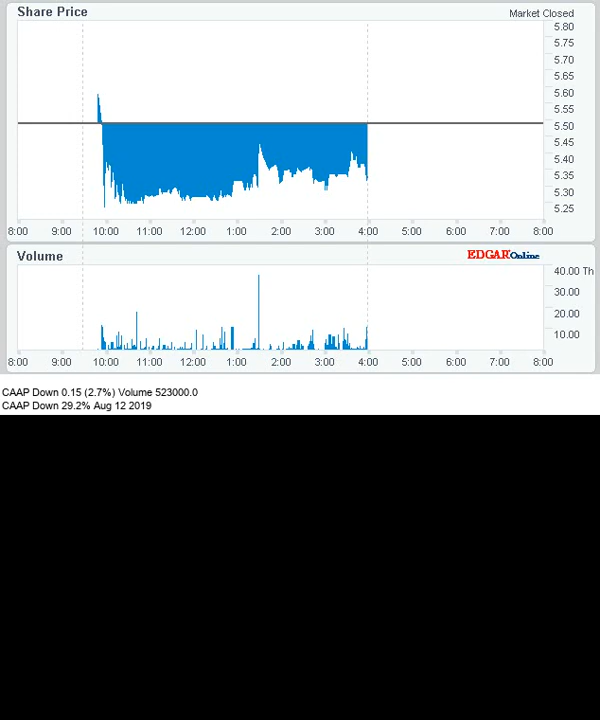 Share Price
Market Closed
5.80
5.75
5.70
5.65
5.60
5.55
5.50
5.45
5.40
5.35
5.30
5.25
8:00 9:00 10:00 11:00 12:00 1:00 2:00 3:00 4:00 5:00 6:00 7:00 8:00
Volume
EDGAROnline
40.00 Th
30.00
20.00
10.00
8:00 9:00 10:00 11:00 12:00 1:00 2:00 3:00 4:00 5:00 6:00 7:00 8:00
CAAP Down 0.15 (2.7%) Volume 523000.0
CAAP Down 29.2% Aug 12 2019